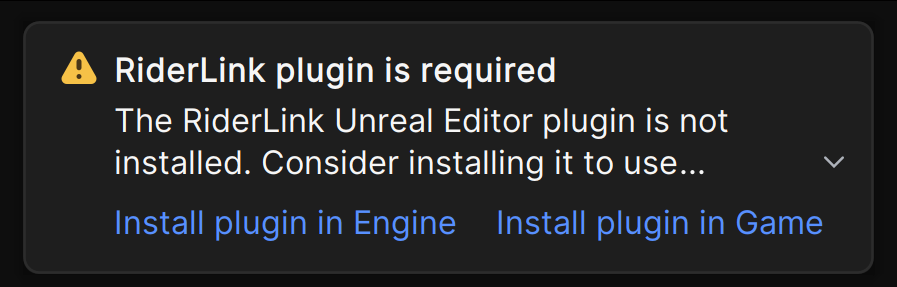 RiderLink plugin is required
The RiderLink Unreal Editor plugin is not
installed. Consider installing it to use...
Install plugin in Engine Install plugin in Game